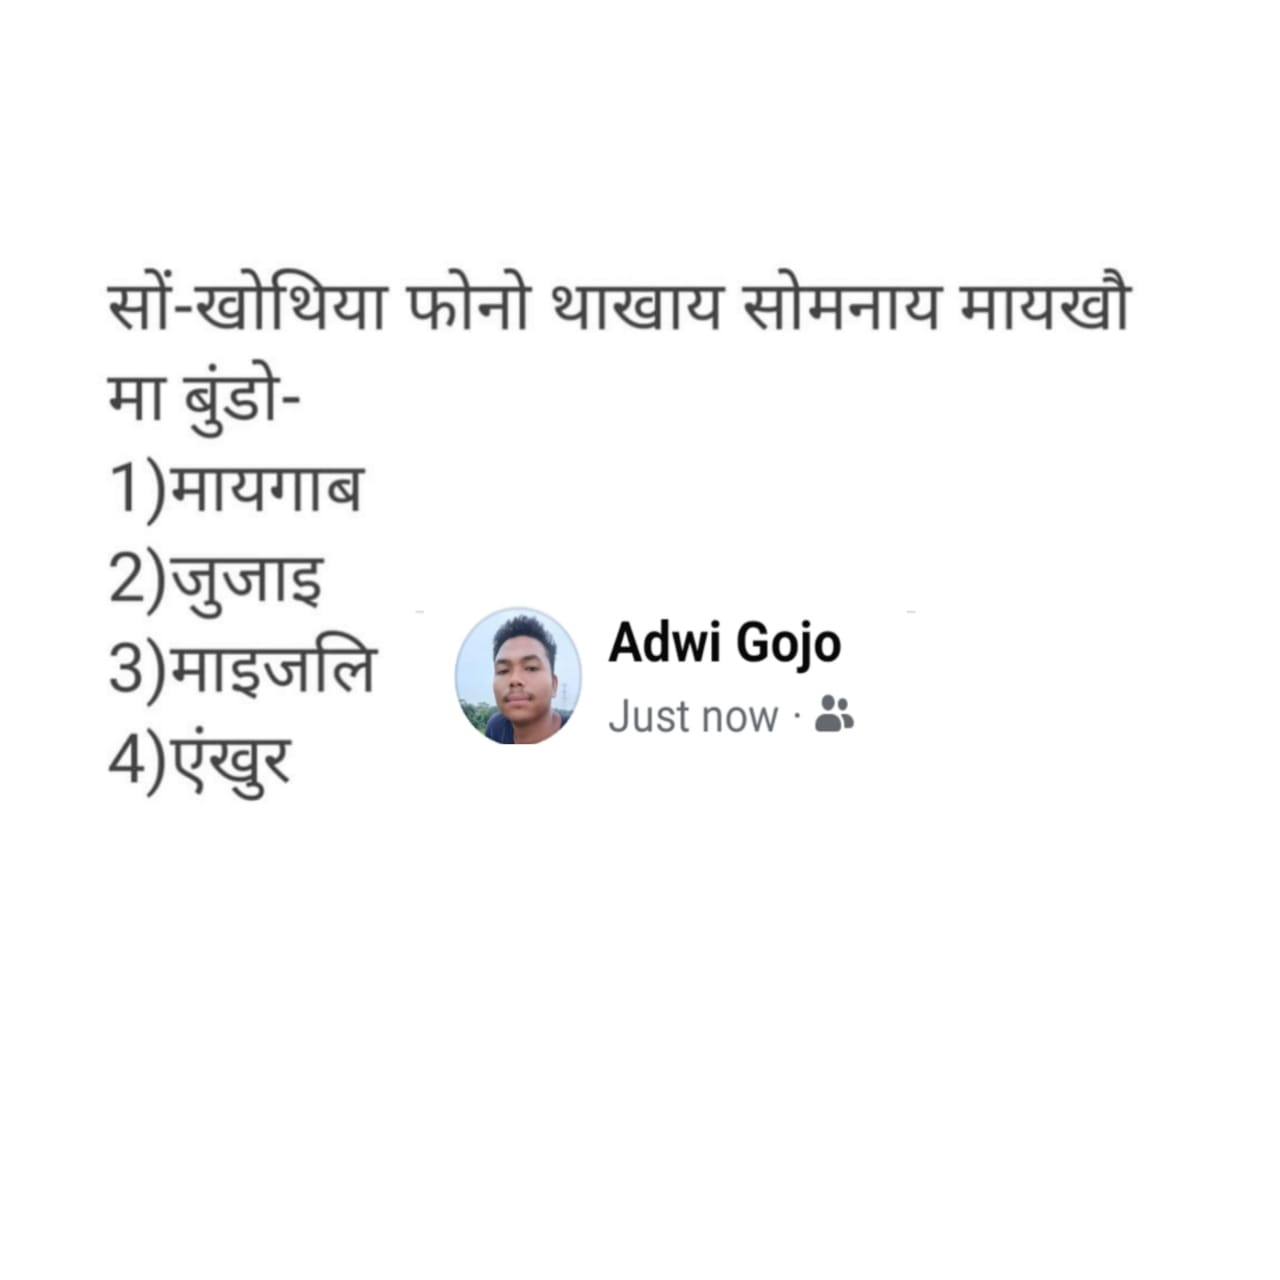 सों-खोथिया फोनो थाखाय सोमनाय मायखौ
मा बुंडो-
1)मायगाब
2)जुजाइ
3)माइजलि
4)एंखुर
Adwi Gojo
Just now ·